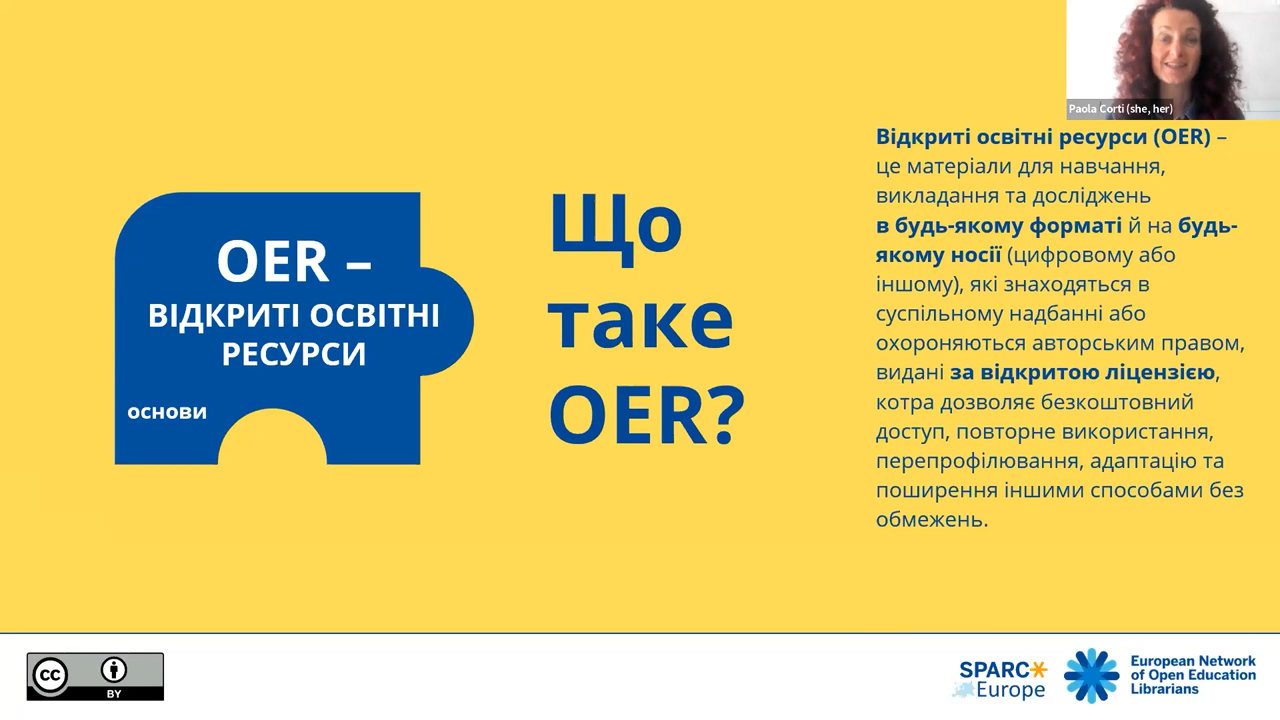 Paola Corti (she, her)
OER –
ВІДКРИТІ ОСВІТНІ
РЕСУРСИ
основи
Що
таке
OER?
Відкриті освітні ресурси (OER) –
це матеріали для навчання,
викладання та досліджень
в будь-якому форматі й на будь-
якому носії (цифровому або
іншому), які знаходяться в
суспільному надбанні або
охороняються авторським правом,
видані за відкритою ліцензією,
котра дозволяє безкоштовний
доступ, повторне використання,
перепрофілювання, адаптацію та
поширення іншими способами без
обмежень.
cc
BY
SPARC
Europe
European Network
of Open Education
Librarians